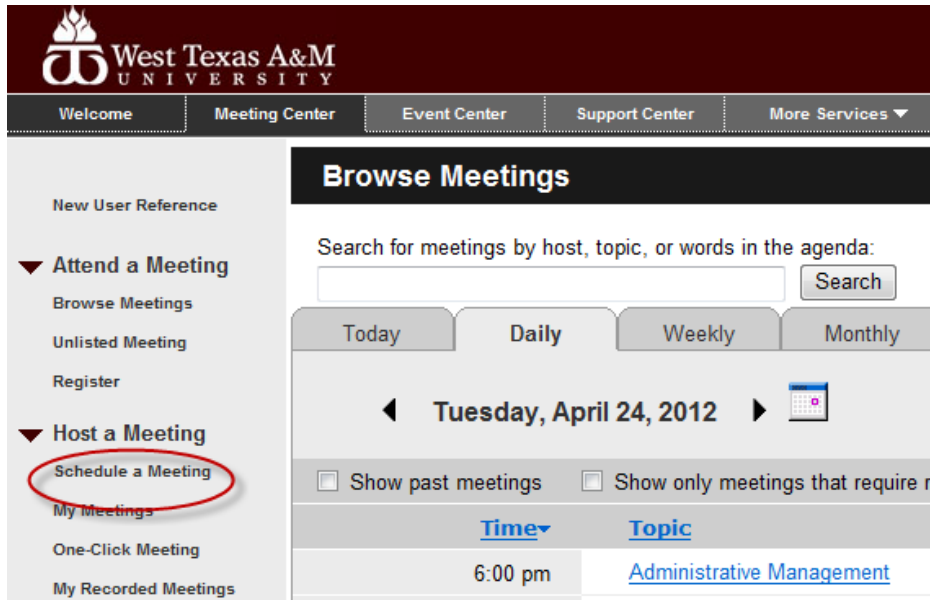 West Texas A&M
UNIVERSITY
Welcome
Meeting Center
Event Center
Support Center
More Services
New User Reference
Attend a Meeting
Browse Meetings
Unlisted Meeting
Register
Host a Meeting
Schedule a Meeting
My Meetings
One-Click Meeting
My Recorded Meetings
Browse Meetings
Search for meetings by host, topic, or words in the agenda:
Search
Today
Daily
Weekly
Monthly
Tuesday, April 24, 2012
Show past meetings
Show only meetings that require
Time
Topic
6:00 pm
Administrative Management